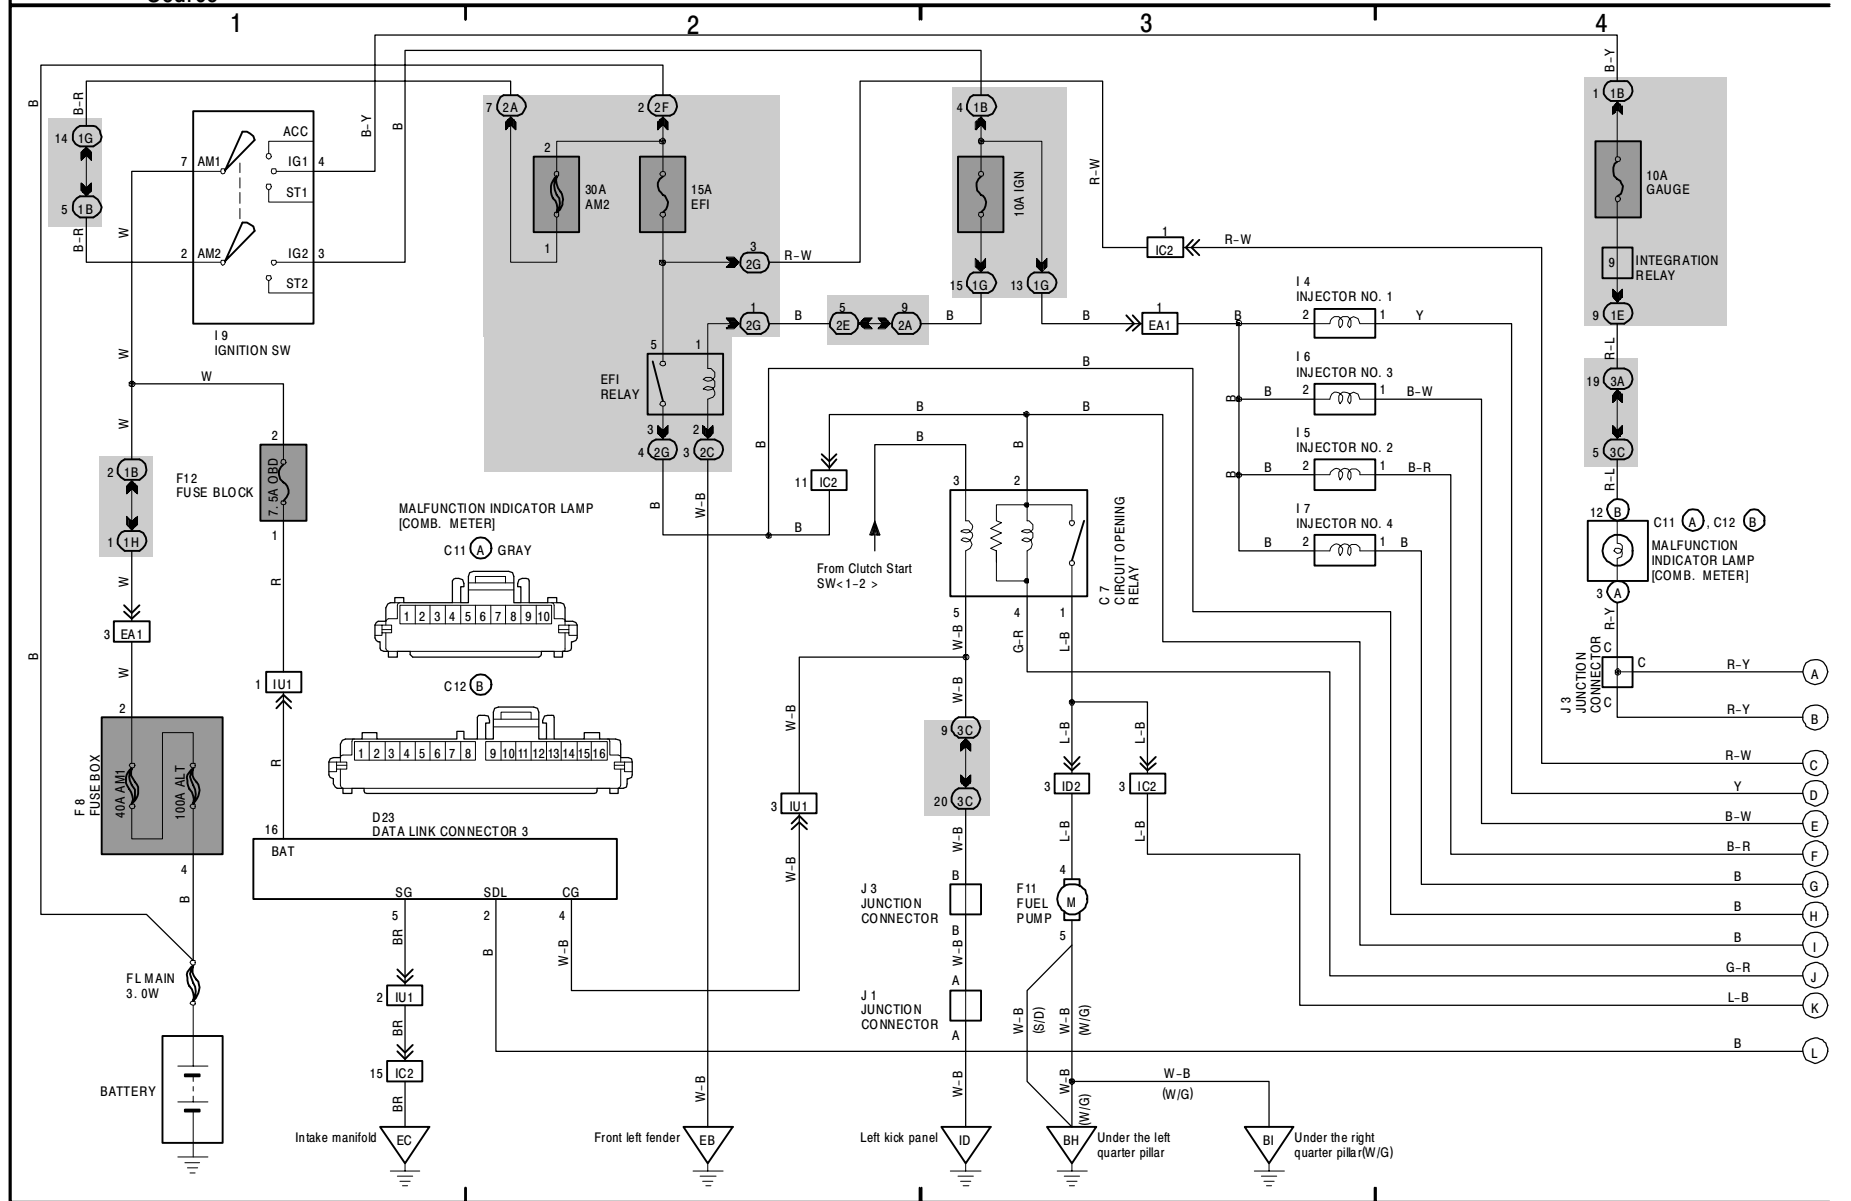 1 2 3 4
B
B-R
14 1G
5 1B
B-R
W
7 AM1
ACC
IG1 4
ST1
2 AM2
IG2 3
ST2
I 9
IGNITION SW
B-Y
B
7 2A
2 2F
2
30A
AM2
1
15A
EFI
3
2G
R-W
1
2G
B
5
2E
9
2A
B
5 1
EFI
RELAY
3 2
4 2G
3 2C
4 1B
10A IGN
15 1G
13 1G
R-W
1
IC2
R-W
B
1
EA1
B
I 4
INJECTOR NO. 1
2 1
Y
I 6
INJECTOR NO. 3
B
B 2 1
B-W
I 5
INJECTOR NO. 2
B
B 2 1
B-R
I 7
INJECTOR NO. 4
B 2 1 B
B-Y
1 1B
10A
GAUGE
9
INTEGRATION
RELAY
9 1E
R-L
19 3A
5 3C
R-L
12 B
C11 A , C12 B
MALFUNCTION
INDICATOR LAMP
[COMB. METER]
3 A
R-Y
C
C
C
J 3
JUNCTION
CONNECTOR
R-Y A
R-Y B
R-W C
Y D
B-W E
B-R F
B G
B H
B I
G-R J
L-B K
B L
W
W
W
2 1B
1 1H
W
3 EA1
W
2
F12
FUSE BLOCK
7. 5A OBD
2
1
R
1 IU1
R
F 8
FUSE BOX
40A AM1
100A ALT
4
B
B
FL MAIN
3. 0W
BATTERY
MALFUNCTION INDICATOR LAMP
[COMB. METER]
C11 A GRAY
1 2 3 4 5 6 7 8 9 10
C12 B
1 2 3 4 5 6 7 8 9 10 11 12 13 14 15 16
D23
DATA LINK CONNECTOR 3
16
BAT
SG SDL CG
5 2 4
BR
B
W-B
2 IU1
BR
15 IC2
BR
Intake manifold EC
B
W-B
B
B
B
B
B
11 IC2
B
From Clutch Start
SW<1-2 >
B
3 2
C 7
CIRCUIT OPENING
RELAY
5 4 1
W-B
G-R
L-B
W-B
W-B
3 IU1
W-B
9 3C
20 3C
W-B
L-B
L-B
3 ID2
3 IC2
L-B
L-B
B
J 3
JUNCTION
CONNECTOR
B
W-B
A
J 1
JUNCTION
CONNECTOR
A
W-B
F11
FUEL
PUMP
4
M
5
W-B
(S/D)
W-B
(W/G)
W-B
(W/G)
W-B
(W/G)
W-B
Front left fender EB
Left kick panel ID
BH Under the left
quarter pillar
BI Under the right
quarter pillar(W/G)